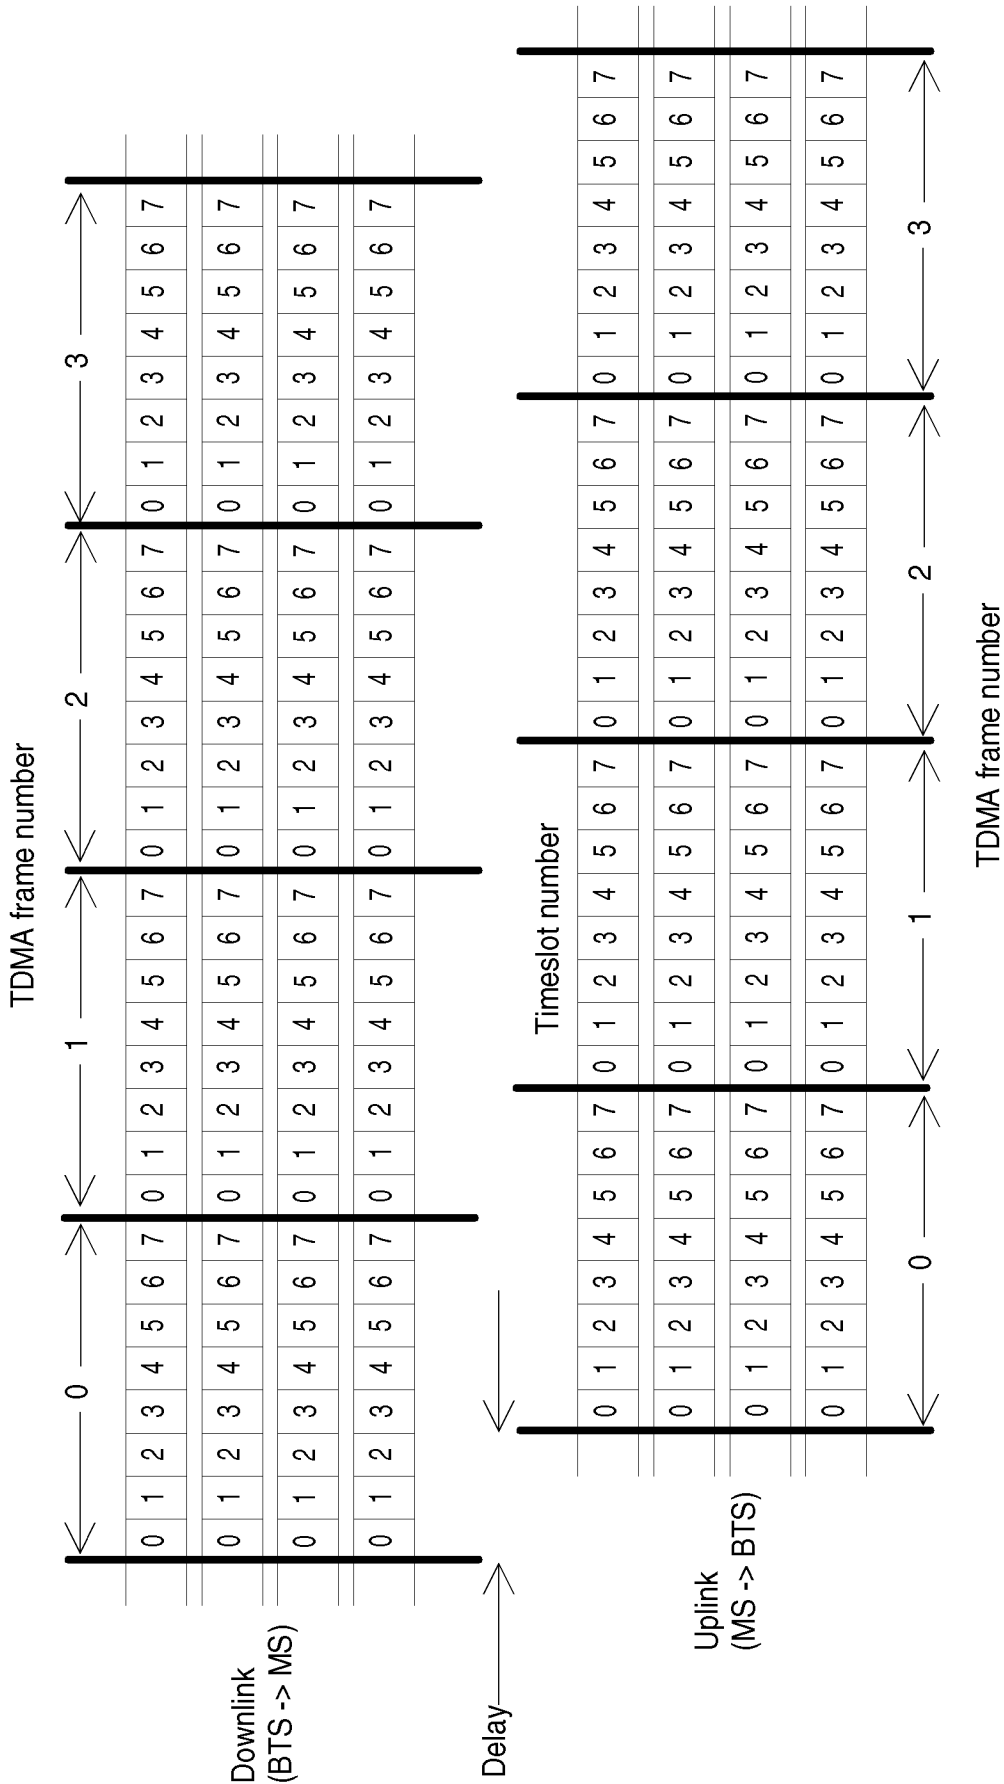 TDMA frame number
0 1 2 3
0 1 2 3 4 5 6 7 0 1 2 3 4 5 6 7 0 1 2 3 4 5 6 7 0 1 2 3 4 5 6 7
0 1 2 3 4 5 6 7 0 1 2 3 4 5 6 7 0 1 2 3 4 5 6 7 0 1 2 3 4 5 6 7
0 1 2 3 4 5 6 7 0 1 2 3 4 5 6 7 0 1 2 3 4 5 6 7 0 1 2 3 4 5 6 7
0 1 2 3 4 5 6 7 0 1 2 3 4 5 6 7 0 1 2 3 4 5 6 7 0 1 2 3 4 5 6 7
Downlink
(BTS -> MS)
Delay
Timeslot number
0 1 2 3 4 5 6 7 0 1 2 3 4 5 6 7 0 1 2 3 4 5 6 7 0 1 2 3 4 5 6 7
0 1 2 3 4 5 6 7 0 1 2 3 4 5 6 7 0 1 2 3 4 5 6 7 0 1 2 3 4 5 6 7
0 1 2 3 4 5 6 7 0 1 2 3 4 5 6 7 0 1 2 3 4 5 6 7 0 1 2 3 4 5 6 7
0 1 2 3 4 5 6 7 0 1 2 3 4 5 6 7 0 1 2 3 4 5 6 7 0 1 2 3 4 5 6 7
Uplink
(MS -> BTS)
0 1 2 3
TDMA frame number